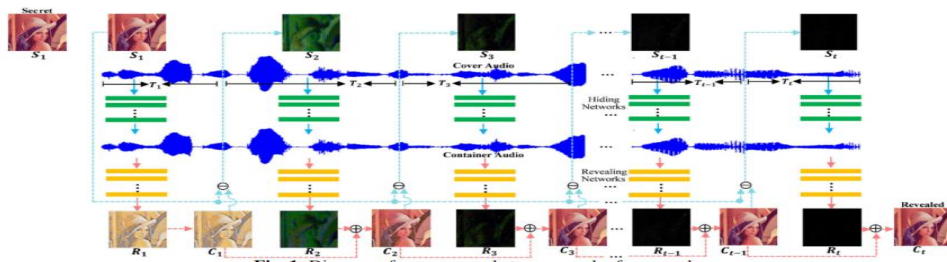 Secret
S₁ S₁ S₂ S₃ ... Sₜ₋₁ Sₜ
Cover Audio
T₁ T₂ T₃ ... Tₜ₋₁ Tₜ
Hiding
Networks
...
Container Audio
Revealing
Networks
...
Revealed
R₁ C₁ R₂ C₂ R₃ C₃ ... Rₜ₋₁ Cₜ₋₁ Rₜ Cₜ